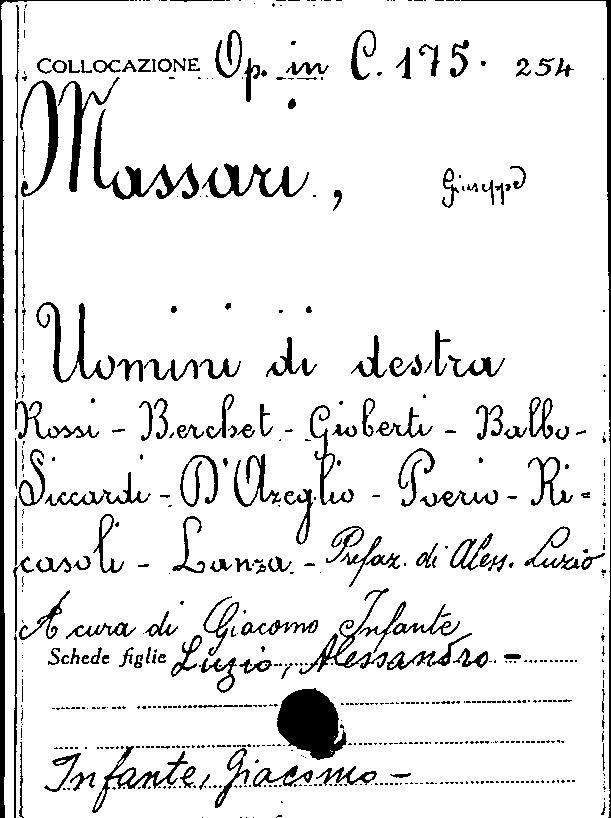 COLLOCAZIONE Op. in C. 175. 254
Massari, Giuseppe
Uomini di destra
Rossi - Berchet - Gioberti - Balbo -
Siccardi - D'Azeglio - Poerio - Ri=
casoli - Lanza - Prefaz. di Aless. Luzio
A cura di Giacomo Infante
Schede figlie Luzio, Alessandro -
Infante, Giacomo -